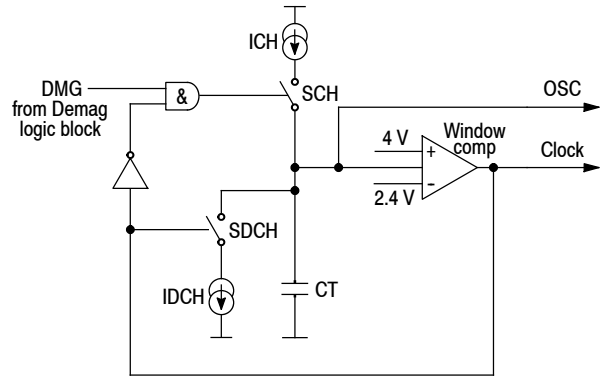 ICH
DMG
from Demag
logic block
&
SCH
OSC
4 V
+
Window
comp
Clock
2.4 V
-
SDCH
IDCH
CT